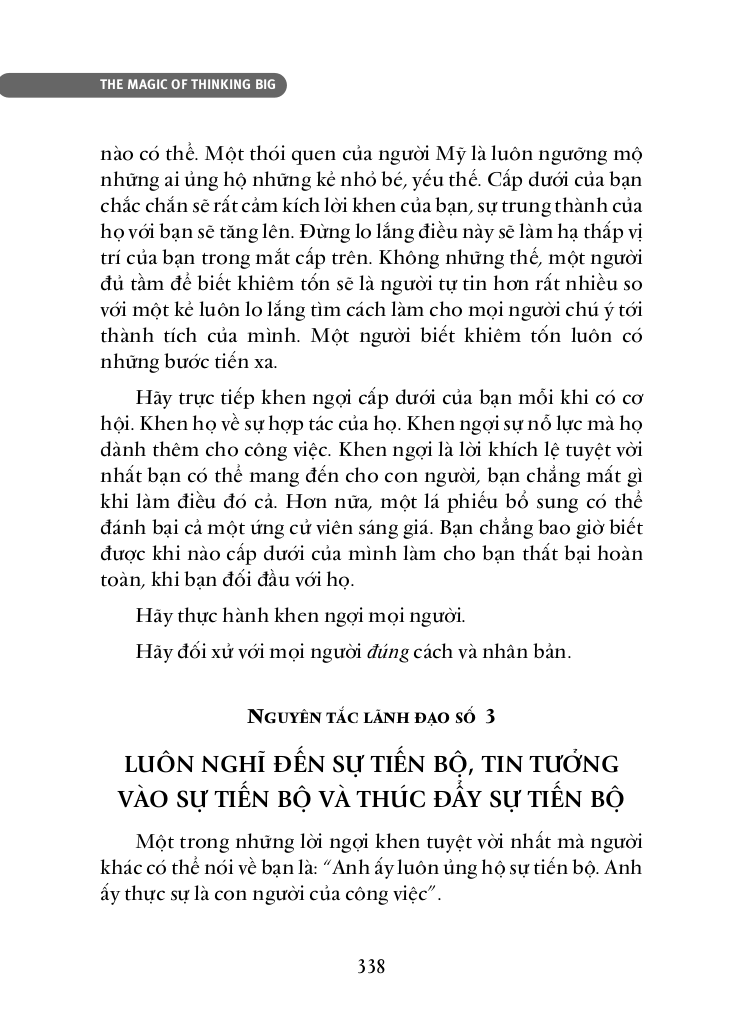 THE MAGIC OF THINKING BIG
nào có thể. Một thói quen của người Mỹ là luôn ngưỡng mộ
những ai ủng hộ những kẻ nhỏ bé, yếu thế. Cấp dưới của bạn
chắc chắn sẽ rất cảm kích lời khen của bạn, sự trung thành của
họ với bạn sẽ tăng lên. Đừng lo lắng điều này sẽ làm hạ thấp vị
trí của bạn trong mắt cấp trên. Không những thế, một người
đủ tầm để biết khiêm tốn sẽ là người tự tin hơn rất nhiều so
với một kẻ luôn lo lắng tìm cách làm cho mọi người chú ý tới
thành tích của mình. Một người biết khiêm tốn luôn có
những bước tiến xa.
Hãy trực tiếp khen ngợi cấp dưới của bạn mỗi khi có cơ
hội. Khen họ về sự hợp tác của họ. Khen ngợi sự nỗ lực mà họ
dành thêm cho công việc. Khen ngợi là lời khích lệ tuyệt vời
nhất bạn có thể mang đến cho con người, bạn chẳng mất gì
khi làm điều đó cả. Hơn nữa, một lá phiếu bổ sung có thể
đánh bại cả một ứng cử viên sáng giá. Bạn chẳng bao giờ biết
được khi nào cấp dưới của mình làm cho bạn thất bại hoàn
toàn, khi bạn đối đầu với họ.
Hãy thực hành khen ngợi mọi người.
Hãy đối xử với mọi người đúng cách và nhân bản.
NGUYÊN TẮC LÃNH ĐẠO SỐ 3
LUÔN NGHĨ ĐẾN SỰ TIẾN BỘ, TIN TƯỞNG
VÀO SỰ TIẾN BỘ VÀ THÚC ĐẨY SỰ TIẾN BỘ
Một trong những lời ngợi khen tuyệt vời nhất mà người
khác có thể nói về bạn là: “Anh ấy luôn ủng hộ sự tiến bộ. Anh
ấy thực sự là con người của công việc”.
338